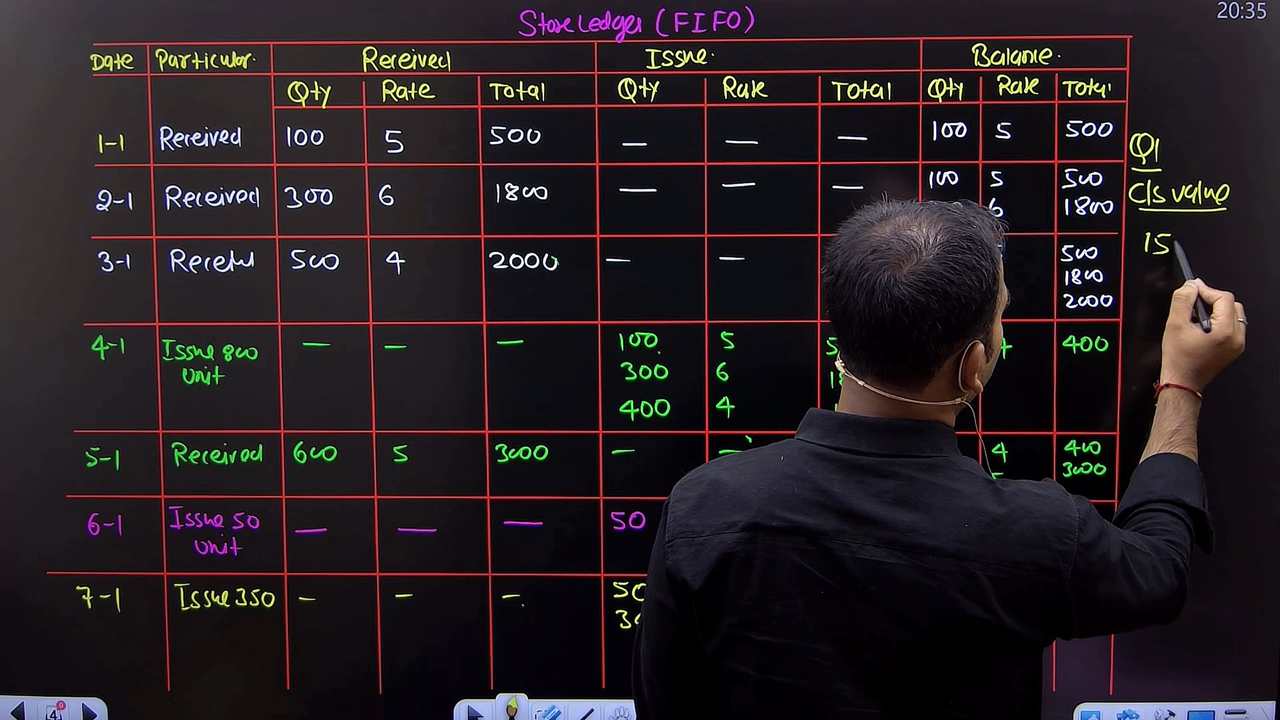 20:35
Store Ledger (FIFO)
Date Particular. Received Issue. Balance.
Qty Rate Total Qty Rate Total Qty Rate Total
1-1 Received 100 5 500 — — — 100 5 500
2-1 Received 300 6 1800 — — — 100 5 500
6 1800
3-1 Received 500 4 2000 — — 500
1800
2000
4-1 Issue 800 — — — 100 5 400
Unit 300 6
400 4
5-1 Received 600 5 3000 — — 4 400
3000
6-1 Issue 50 — — — 50
Unit
7-1 Issue 350 — — —
Q1
C/s value
15
4